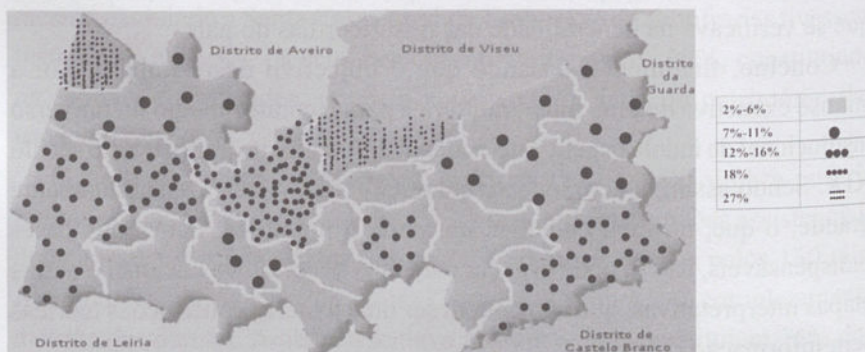 Distrito de Aveiro
Distrito de Viseu
Distrito
da
Guarda
2%-6%
7%-11%
12%-16%
18%
27%
Distrito de Leiria
Distrito de
Castelo Branco